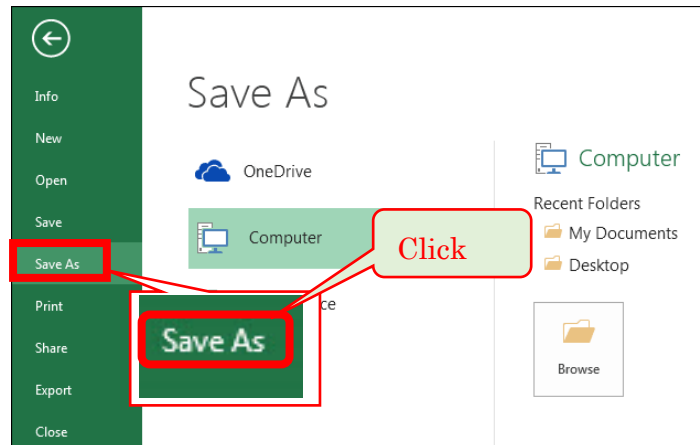 Info
New
Open
Save
Save As
Print
Share
Export
Close
Save As
OneDrive
Computer
ce
Save As
Click
Computer
Recent Folders
My Documents
Desktop
Browse